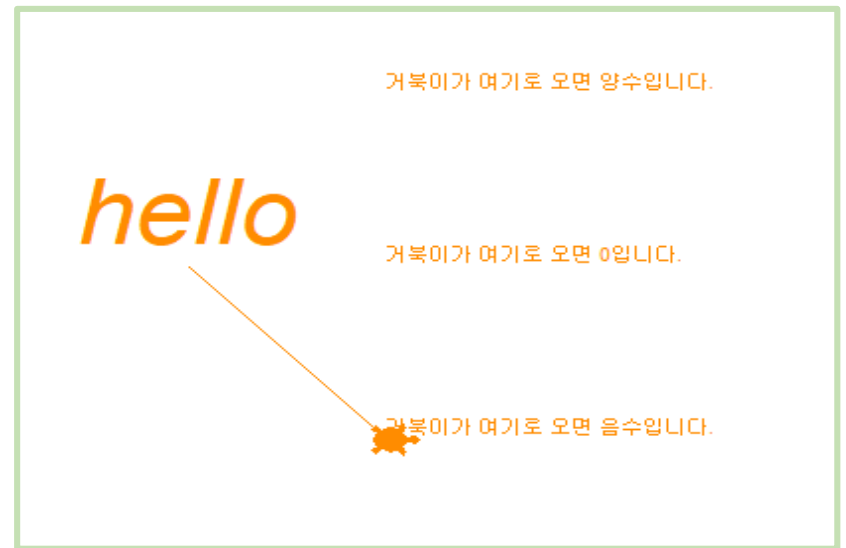 거북이가 여기로 오면 양수입니다.
hello
거북이가 여기로 오면 0입니다.
거북이가 여기로 오면 음수입니다.